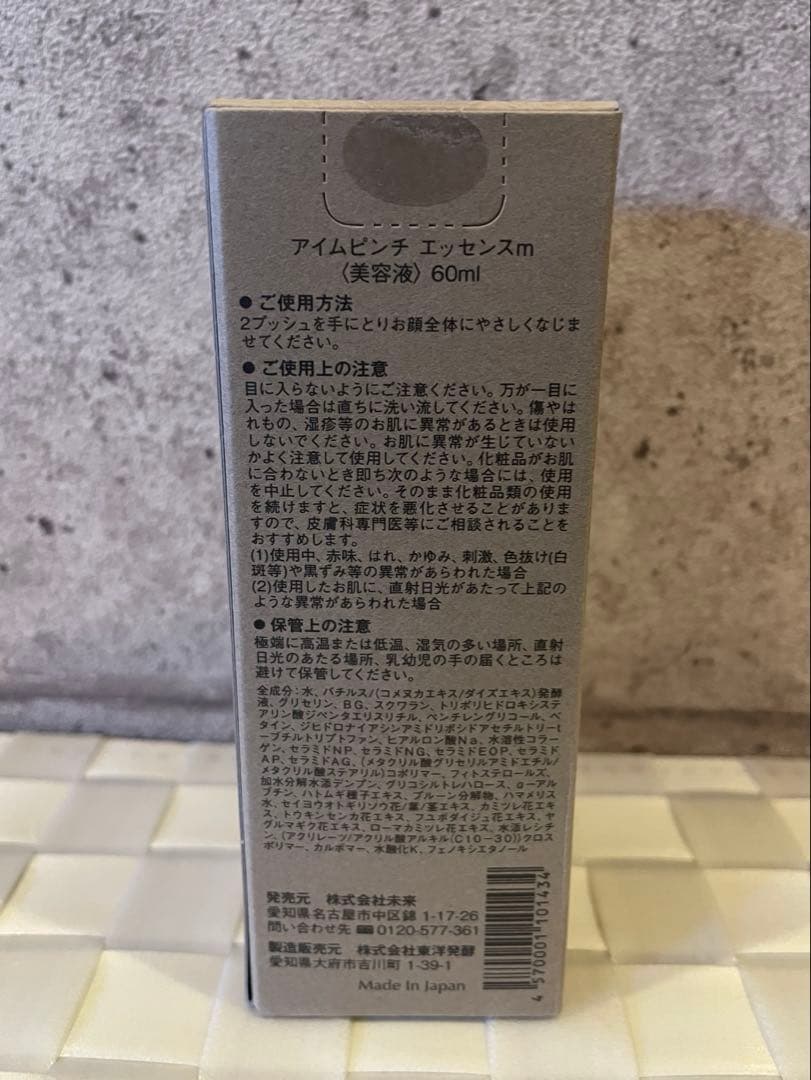 アイムピンチ エッセンスm
〈美容液〉60ml
● ご使用方法
2プッシュを手にとりお顔全体にやさしくなじま
せてください。
● ご使用上の注意
目に入らないようにご注意ください。万が一目に
入った場合は直ちに洗い流してください。傷やは
れもの、湿疹等のお肌に異常があるときは使用
しないでください。お肌に異常が生じていない
かよく注意して使用してください。化粧品がお肌
に合わないとき即ち次のような場合には、使用
を中止してください。そのまま化粧品類の使用
を続けますと、症状を悪化させることがありま
すので、皮膚科専門医等にご相談されることを
おすすめします。
(1)使用中、赤味、はれ、かゆみ、刺激、色抜け(白
斑等)や黒ずみ等の異常があらわれた場合
(2)使用したお肌に、直射日光があたって上記の
ような異常があらわれた場合
● 保管上の注意
極端に高温または低温、湿気の多い場所、直射
日光のあたる場所、乳幼児の手の届くところは
避けて保管してください。
全成分：水、バチルス/(コメヌカエキス/ダイズエキス)発酵
液、グリセリン、BG、スクワラン、トリポリヒドロキシステ
アリン酸ジペンタエリスリチル、ペンチレングリコール、ベ
タイン、ジヒドロナイアシンアミドリボシドアセチルトリーt
ーブチルトリプトファン、ヒアルロン酸Na、水溶性コラー
ゲン、セラミドNP、セラミドNG、セラミドEOP、セラミド
AP、セラミドAG、(メタクリル酸グリセリルアミドエチル/
メタクリル酸ステアリル)コポリマー、フィトステロールズ、
加水分解水添デンプン、グリコシルトレハロース、α-アル
ブチン、ハトムギ種子エキス、プルーン分解物、ハマメリス
水、セイヨウオトギリソウ花/葉/茎エキス、カミツレ花エキ
ス、トウキンセンカ花エキス、フユボダイジュ花エキス、ヤ
グルマギク花エキス、ローマカミツレ花エキス、水添レシチ
ン、(アクリレーツ/アクリル酸アルキル(C10-30))クロス
ポリマー、カルボマー、水酸化K、フェノキシエタノール
発売元 株式会社未来
愛知県名古屋市中区錦 1-17-26
問い合わせ先 0120-577-361
製造販売元 株式会社東洋発酵
愛知県大府市吉川町 1-39-1
Made In Japan
4 570001 101434